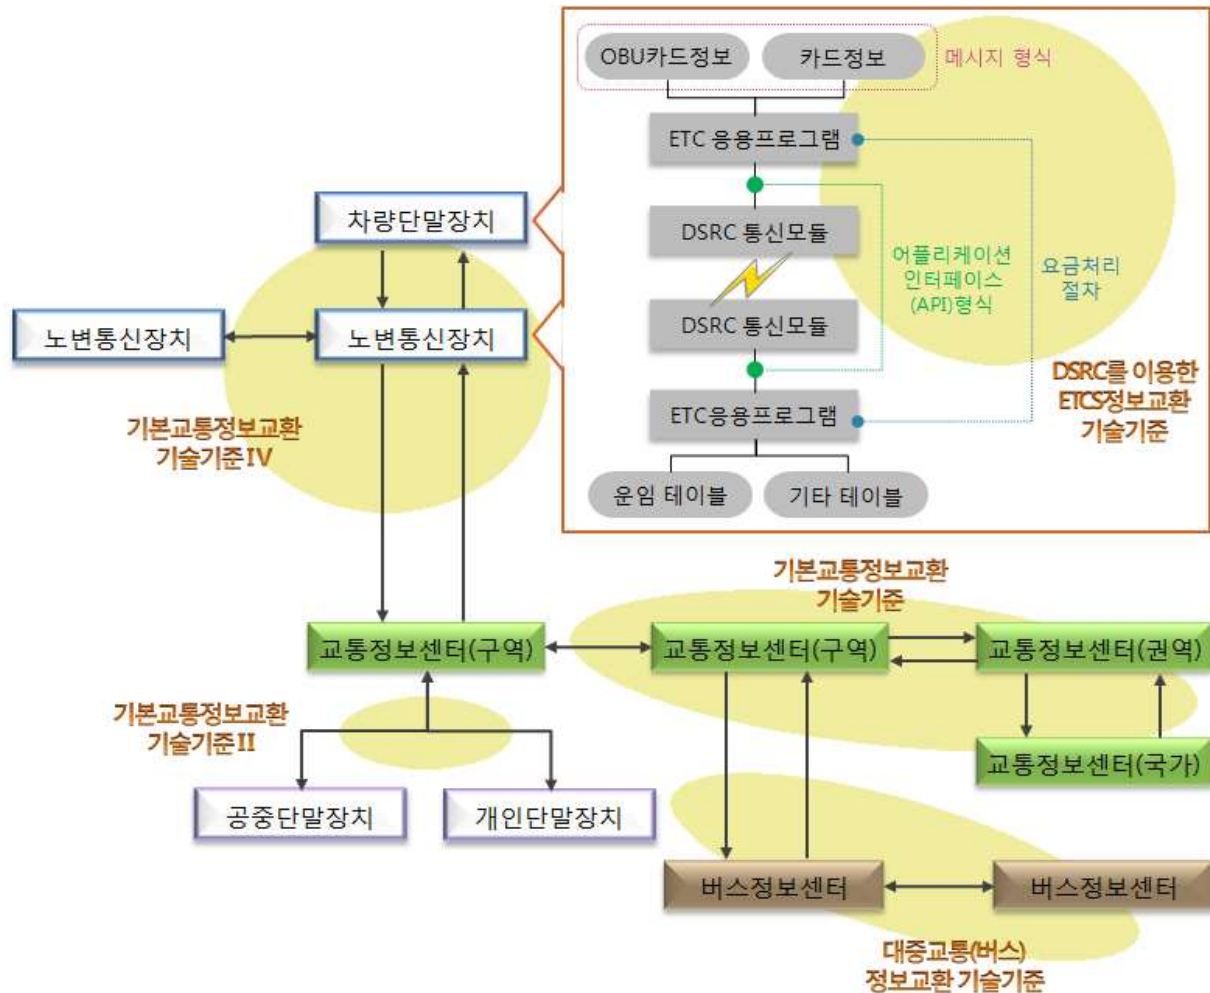 OBU카드정보
카드정보
메시지 형식
ETC 응용프로그램
DSRC 통신모듈
어플리케이션
인터페이스
(API)형식
요금처리
절차
DSRC 통신모듈
ETC응용프로그램
DSRC를 이용한
ETCS정보교환
기술기준
운임 테이블
기타 테이블
차량단말장치
노변통신장치
노변통신장치
기본교통정보교환
기술기준 IV
기본교통정보교환
기술기준
교통정보센터(구역)
교통정보센터(구역)
교통정보센터(권역)
기본교통정보교환
기술기준 II
교통정보센터(국가)
공중단말장치
개인단말장치
버스정보센터
버스정보센터
대중교통(버스)
정보교환 기술기준